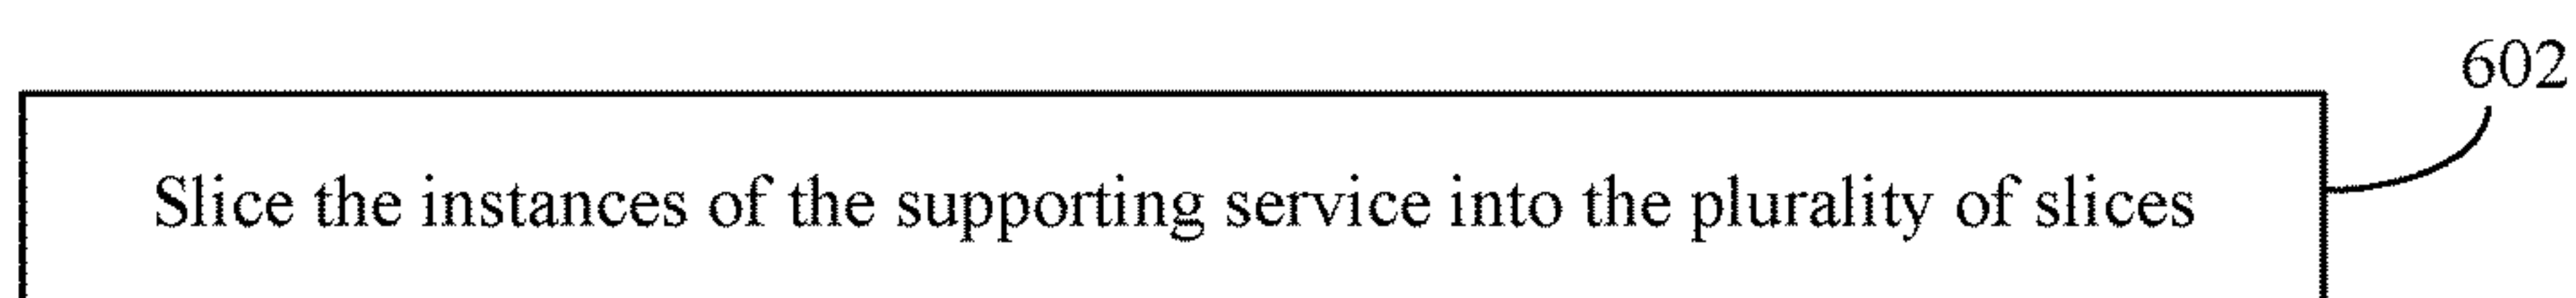 602
Slice the instances of the supporting service into the plurality of slices